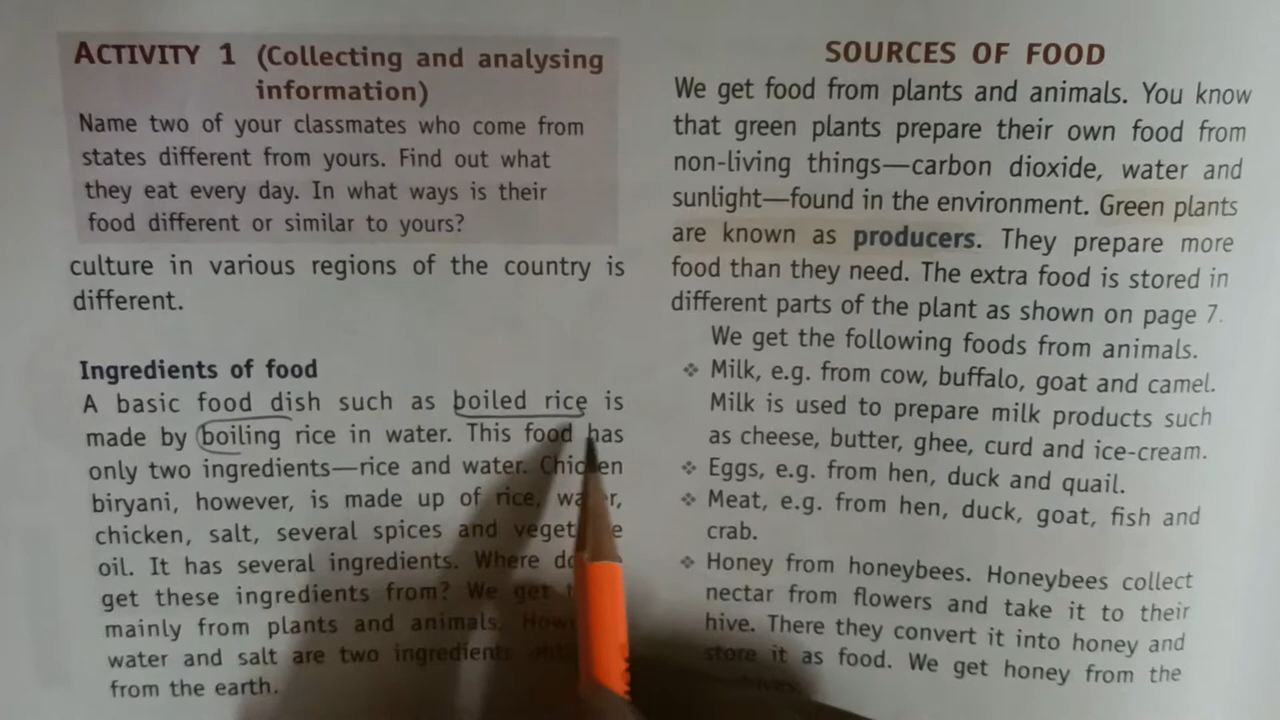 ACTIVITY 1 (Collecting and analysing
information)
Name two of your classmates who come from
states different from yours. Find out what
they eat every day. In what ways is their
food different or similar to yours?
culture in various regions of the country is
different.
Ingredients of food
A basic food dish such as boiled rice is
made by boiling rice in water. This food has
only two ingredients—rice and water. Chicken
biryani, however, is made up of rice,
chicken, salt, several spices and
oil. It has several ingredients. Where
get these ingredients from? We get
mainly from plants and animals.
water and salt are two ingredients
from the earth.
SOURCES OF FOOD
We get food from plants and animals. You know
that green plants prepare their own food from
non-living things—carbon dioxide, water and
sunlight—found in the environment. Green plants
are known as producers. They prepare more
food than they need. The extra food is stored in
different parts of the plant as shown on page 7.
We get the following foods from animals.
❖ Milk, e.g. from cow, buffalo, goat and camel.
Milk is used to prepare milk products such
as cheese, butter, ghee, curd and ice-cream.
❖ Eggs, e.g. from hen, duck and quail.
❖ Meat, e.g. from hen, duck, goat, fish and
crab.
❖ Honey from honeybees. Honeybees collect
nectar from flowers and take it to their
hive. There they convert it into honey and
store it as food. We get honey from the